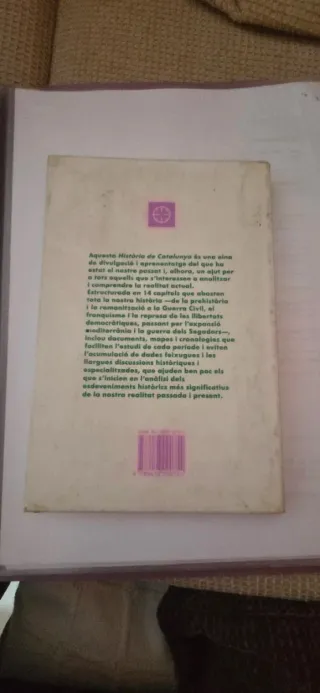 Aquesta Història de Catalunya és una eina
de divulgació i aprenentatge del que ha
estat el nostre passat i, alhora, un ajut per
a tots aquells que s'interessen a analitzar
i comprendre la realitat actual.
Estructurada en 14 capítols que abasten
tota la nostra història —de la prehistòria
i la romanització a la Guerra Civil, el
franquisme i la represa de les llibertats
democràtiques, passant per l'expansió
mediterrània i la guerra dels Segadors—,
inclou documents, mapes i cronologies que
faciliten l'estudi de cada període i eviten
l'acumulació de dades feixugues i les
llargues discussions històriques i
especialitzades, que ajuden ben poc els
que s'inicien en l'anàlisi dels
esdeveniments històrics més significatius
de la nostra realitat passada i present.